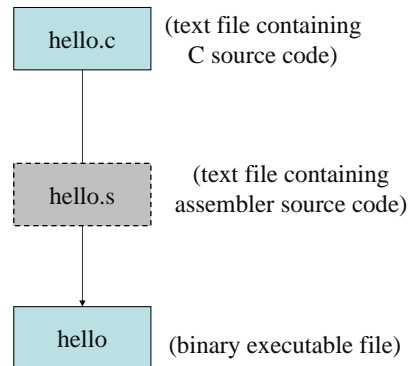 hello.c
(text file containing
C source code)
hello.s
(text file containing
assembler source code)
hello
(binary executable file)